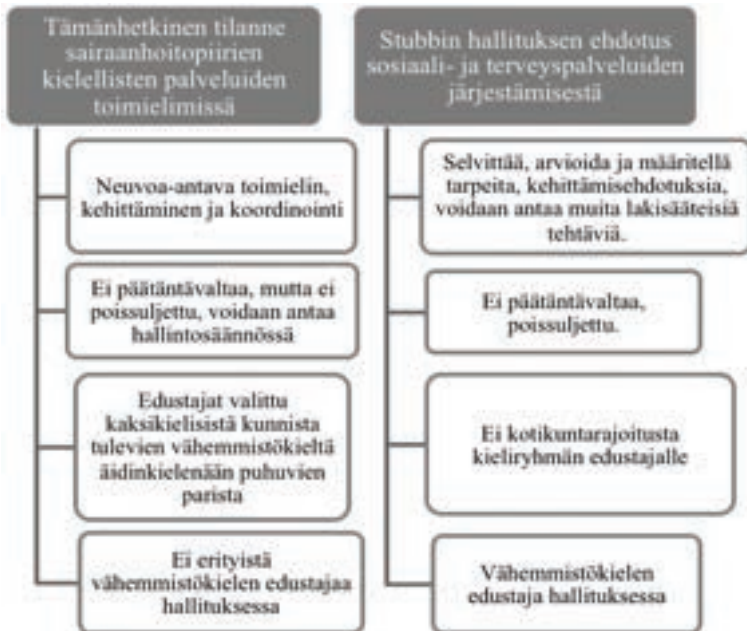 Tämänhetkinen tilanne
sairaanhoitopiirien
kielellisten palveluiden
toimielimissä
Neuvoa-antava toimielin,
kehittäminen ja koordinointi
Ei päätäntävaltaa, mutta ei
poissuljettu, voidaan antaa
hallintosäännössä
Edustajat valittu
kaksikielisistä kunnista
tulevien vähemmistökieltä
äidinkielenään puhuvien
parista
Ei erityistä
vähemmistökielen edustajaa
hallituksessa
Stubbin hallituksen ehdotus
sosiaali- ja terveyspalveluiden
järjestämisestä
Selvittää, arvioida ja määritellä
tarpeita, kehittämisehdotuksia,
voidaan antaa muita lakisääteisiä
tehtäviä.
Ei päätäntävaltaa,
poissuljettu.
Ei kotikuntarajoitusta
kieliryhmän edustajalle
Vähemmistökielen
edustaja hallituksessa